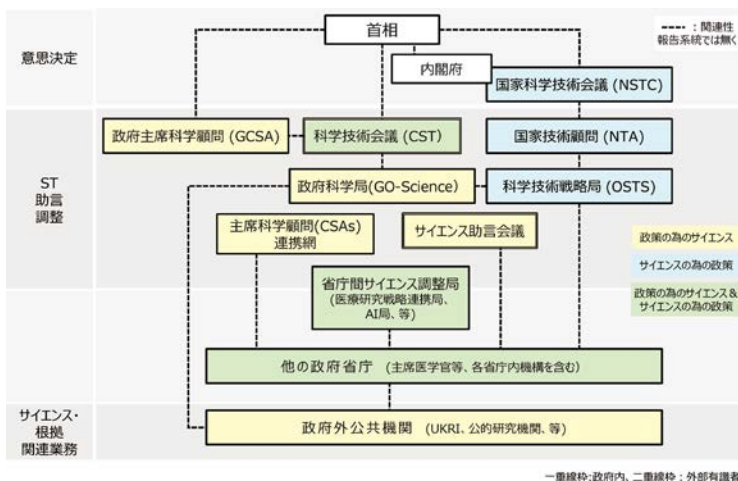 首相
---- : 関連性
報告系統では無く
意思決定
内閣府
国家科学技術会議 (NSTC)
政府主席科学顧問 (GCSA)
科学技術会議 (CST)
国家技術顧問 (NTA)
ST
助言
調整
政府科学局(GO-Science)
科学技術戦略局 (OSTS)
主席科学顧問(CSAs)
連携網
サイエンス助言会議
政策の為のサイエンス
サイエンスの為の政策
政策の為のサイエンス&
サイエンスの為の政策
省庁間サイエンス調整局
(医療研究戦略連携局、
AI局、等)
他の政府省庁 (主席医学官等、各省庁内機構を含む)
サイエンス・
根拠
関連業務
政府外公共機関 (UKRI、公的研究機関、等)
一重線枠:政府内、二重線枠：外部有識者